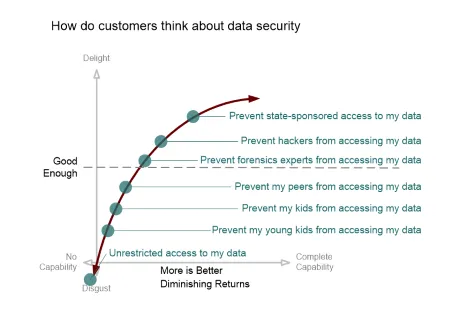 How do customers think about data security
Delight
Prevent state-sponsored access to my data
Prevent hackers from accessing my data
Good
Enough
Prevent forensics experts from accessing my data
Prevent my peers from accessing my data
Prevent my kids from accessing my data
Prevent my young kids from accessing my data
Unrestricted access to my data
No
Capability
More is Better
Diminishing Returns
Complete
Capability
Disgust